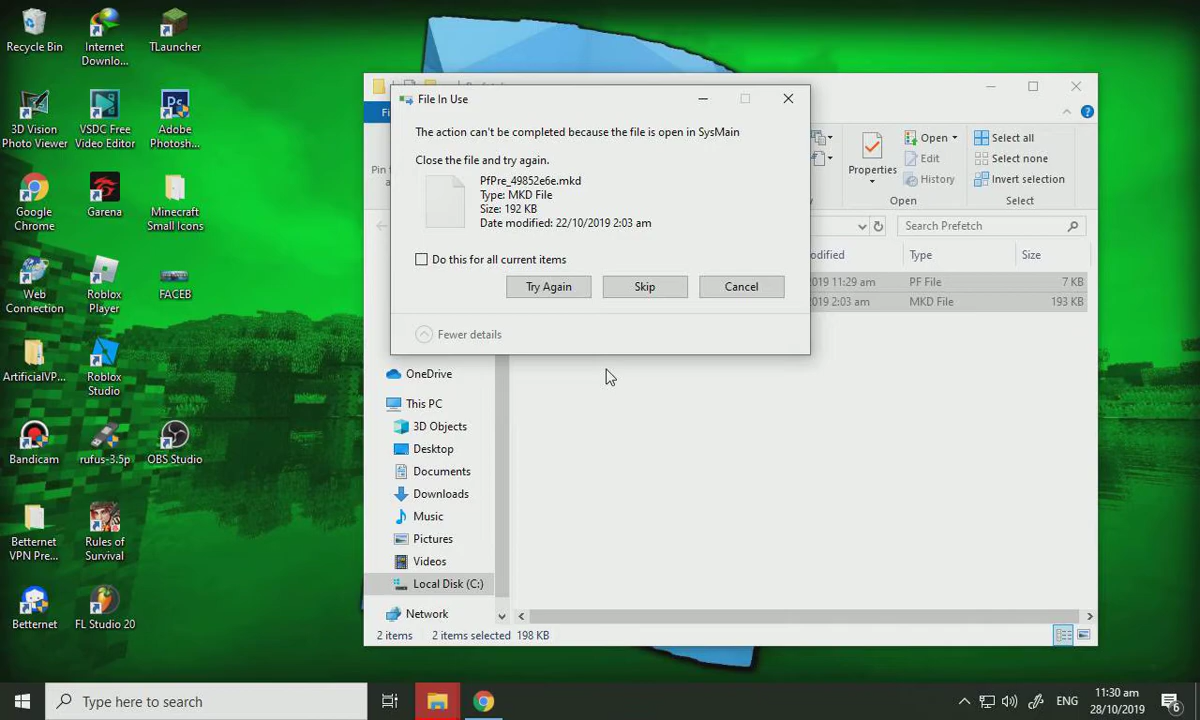 Recycle Bin
Internet
Downlo...
TLauncher
3D Vision
Photo Viewer
VSDC Free
Video Editor
Adobe
Photosh...
Google
Chrome
Garena
Minecraft
Small Icons
Web
Connection
Roblox
Player
FACEB
ArtificialVP...
Roblox
Studio
Bandicam
rufus-3.5p
OBS Studio
Betternet
VPN Pre...
Rules of
Survival
Betternet
FL Studio 20
File In Use
The action can't be completed because the file is open in SysMain
Close the file and try again.
PfPre_49852e6e.mkd
Type: MKD File
Size: 192 KB
Date modified: 22/10/2019 2:03 am
Do this for all current items
Try Again
Skip
Cancel
Fewer details
Properties
Open
Edit
History
Open
Select all
Select none
Invert selection
Select
Search Prefetch
Type
Size
11:29 am
PF File
7 KB
2:03 am
MKD File
193 KB
OneDrive
This PC
3D Objects
Desktop
Documents
Downloads
Music
Pictures
Videos
Local Disk (C:)
Network
2 items
2 items selected
198 KB
Type here to search
ENG
11:30 am
28/10/2019
6